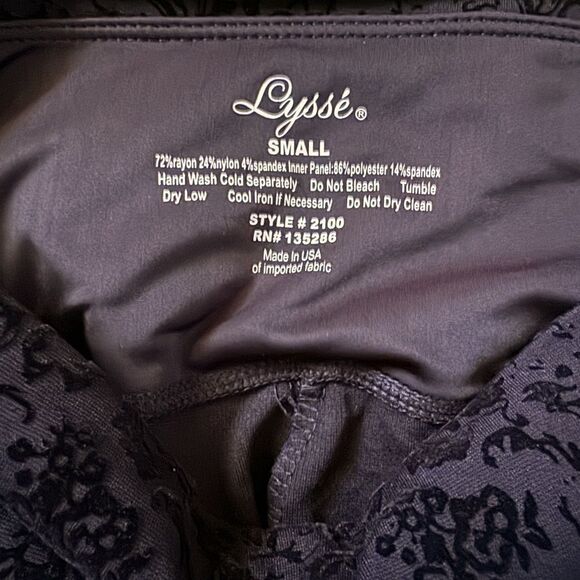 Lyssé®
SMALL
72%rayon 24%nylon 4%spandex Inner Panel:86%polyester 14%spandex
Hand Wash Cold Separately Do Not Bleach Tumble
Dry Low Cool Iron If Necessary Do Not Dry Clean
STYLE # 2100
RN# 135286
Made In USA
of imported fabric